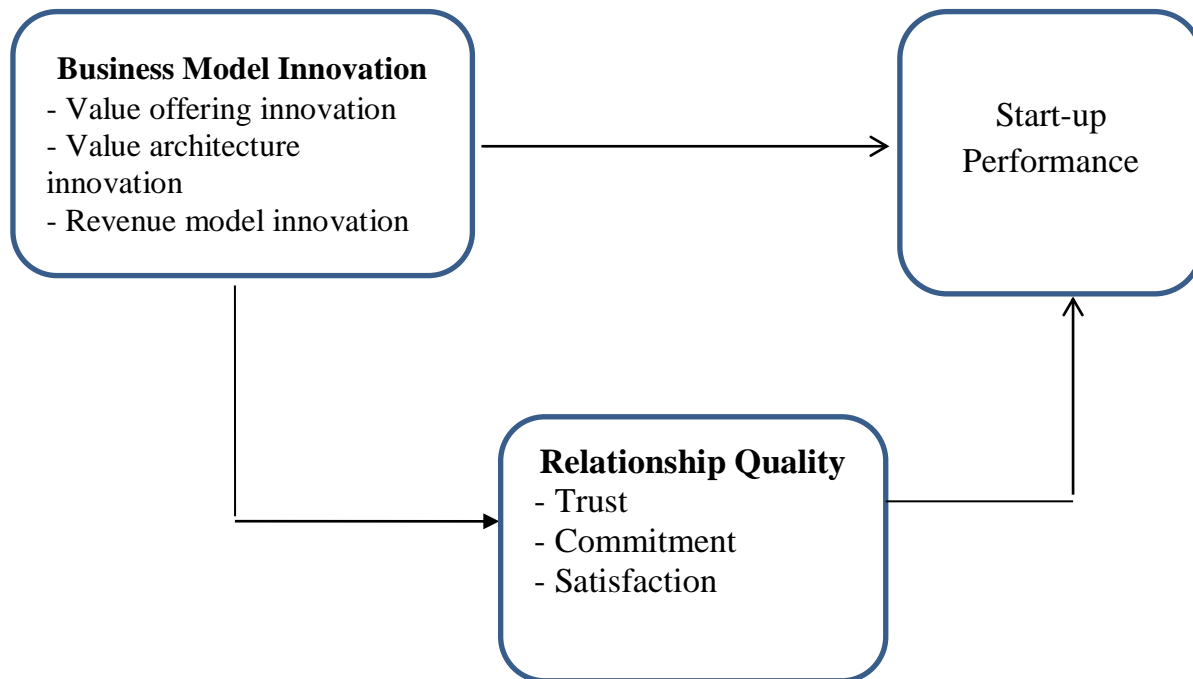 Business Model Innovation
- Value offering innovation
- Value architecture
innovation
- Revenue model innovation
Start-up
Performance
Relationship Quality
- Trust
- Commitment
- Satisfaction